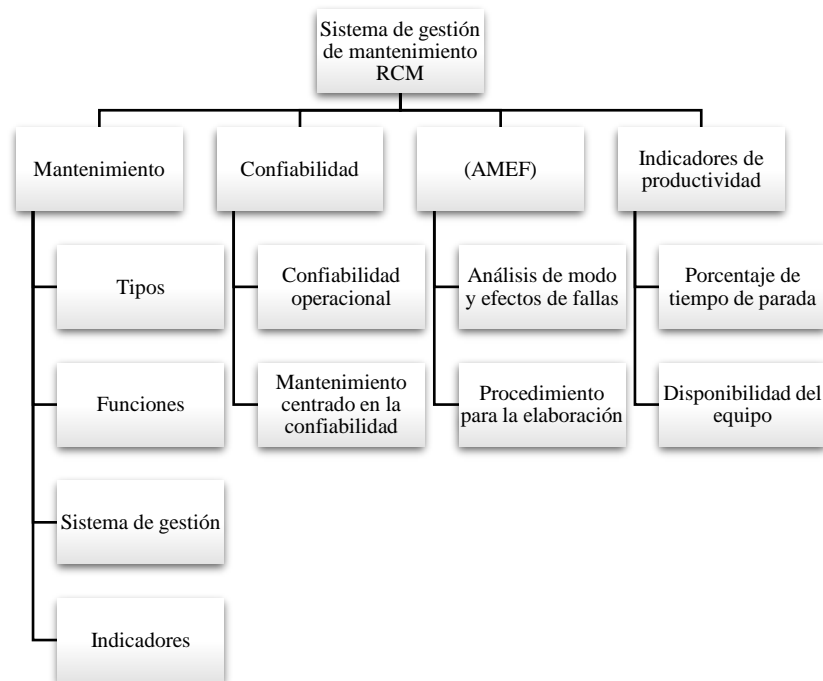 Sistema de gestión
de mantenimiento
RCM
Mantenimiento
Confiabilidad
(AMEF)
Indicadores de
productividad
Tipos
Funciones
Sistema de gestión
Indicadores
Confiabilidad
operacional
Mantenimiento
centrado en la
confiabilidad
Análisis de modo
y efectos de fallas
Procedimiento
para la elaboración
Porcentaje de
tiempo de parada
Disponibilidad del
equipo